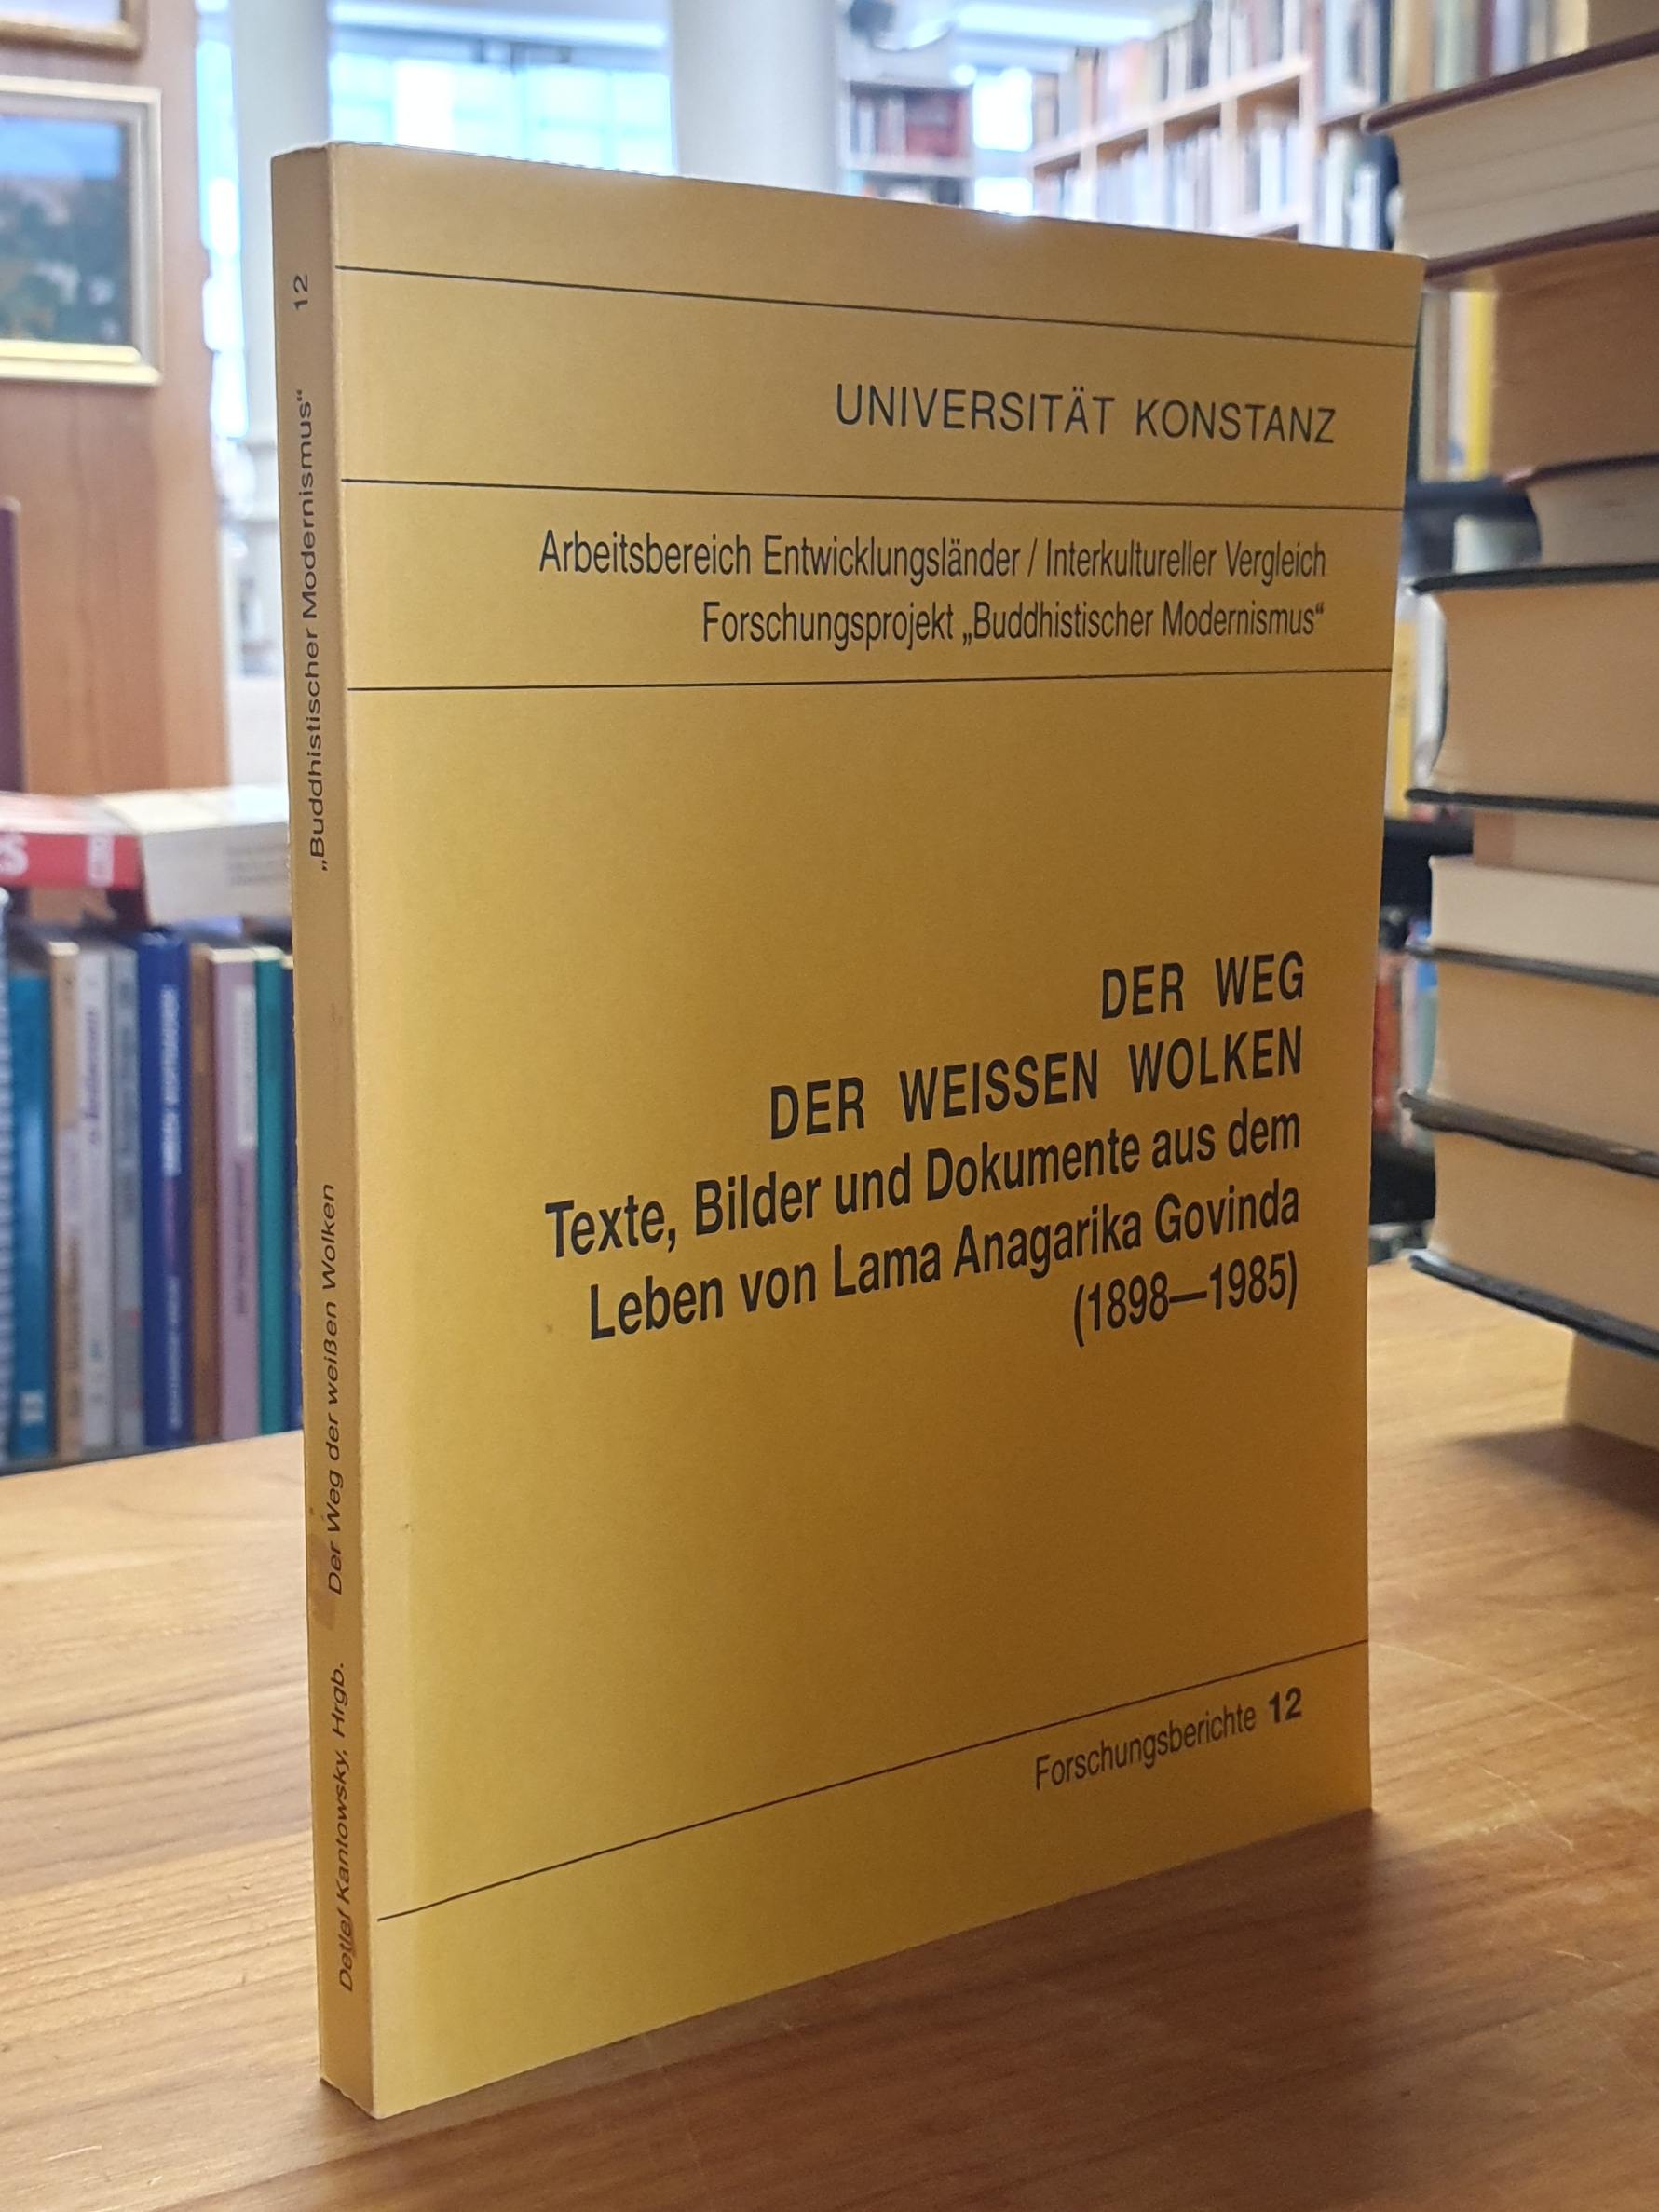 UNIVERSITÄT KONSTANZ
Arbeitsbereich Entwicklungsländer / Interkultureller Vergleich
Forschungsprojekt „Buddhistischer Modernismus“
DER WEG
DER WEISSEN WOLKEN
Texte, Bilder und Dokumente aus dem
Leben von Lama Anagarika Govinda
(1898—1985)
Forschungsberichte 12
Detlef Kantowsky, Hrgb. Der Weg der weißen Wolken „Buddhistischer Modernismus“ 12